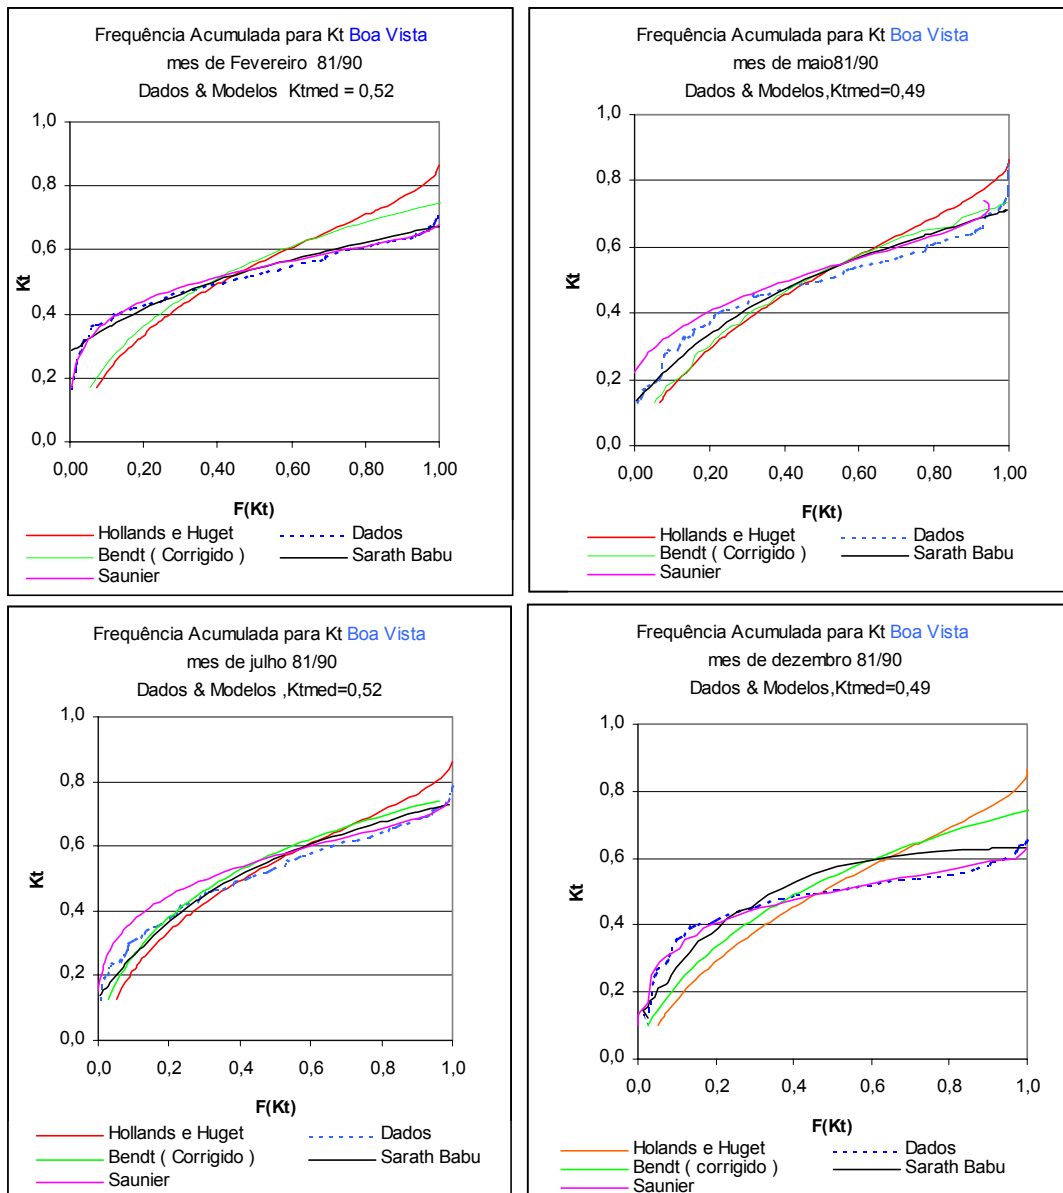 Frequência Acumulada para Kt Boa Vista
mes de Fevereiro 81/90
Dados & Modelos Ktmed = 0,52
1,0
0,8
0,6
Kt
0,4
0,2
0,0
0,00 0,20 0,40 0,60 0,80 1,00
F(Kt)
Hollands e Huget Dados
Bendt ( Corrigido ) Sarath Babu
Saunier
Frequência Acumulada para Kt Boa Vista
mes de maio81/90
Dados & Modelos,Ktmed=0,49
1,0
0,8
0,6
Kt
0,4
0,2
0,0
0,00 0,20 0,40 0,60 0,80 1,00
F(Kt)
Hollands e Huget Dados
Bendt ( Corrigido ) Sarath Babu
Saunier
Frequência Acumulada para Kt Boa Vista
mes de julho 81/90
Dados & Modelos ,Ktmed=0,52
1,0
0,8
0,6
Kt
0,4
0,2
0,0
0,0 0,2 0,4 0,6 0,8 1,0
F(Kt)
Hollands e Huget Dados
Bendt ( Corrigido ) Sarath Babu
Saunier
Frequência Acumulada para Kt Boa Vista
mes de dezembro 81/90
Dados & Modelos,Ktmed=0,49
1,0
0,8
0,6
Kt
0,4
0,2
0,0
0,0 0,2 0,4 0,6 0,8 1,0
F(Kt)
Holands e Huget Dados
Bendt ( corrigido ) Sarath Babu
Saunier